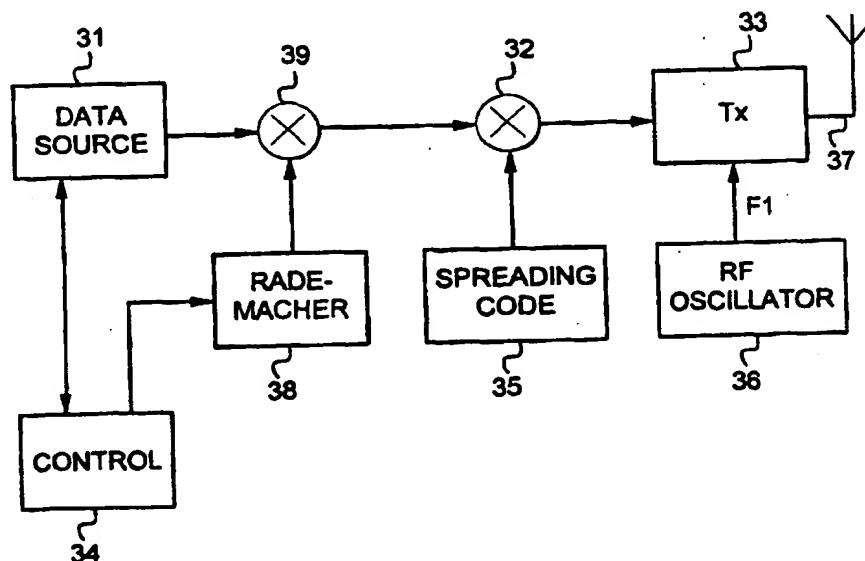 31
DATA
SOURCE
39
32
33
Tx
37
F1
RADE-
MACHER
38
SPREADING
CODE
35
RF
OSCILLATOR
36
CONTROL
34